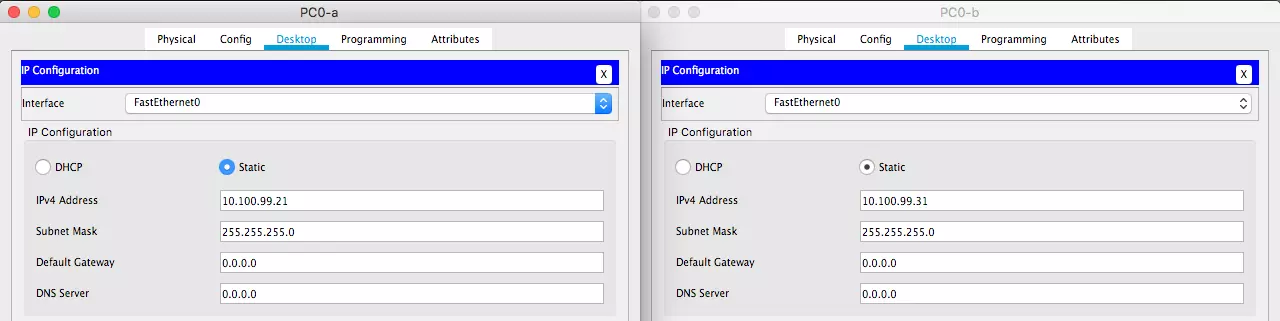 PC0-a
Physical Config Desktop Programming Attributes
IP Configuration
X
Interface FastEthernet0
IP Configuration
DHCP Static
IPv4 Address 10.100.99.21
Subnet Mask 255.255.255.0
Default Gateway 0.0.0.0
DNS Server 0.0.0.0
PC0-b
Physical Config Desktop Programming Attributes
IP Configuration
X
Interface FastEthernet0
IP Configuration
DHCP Static
IPv4 Address 10.100.99.31
Subnet Mask 255.255.255.0
Default Gateway 0.0.0.0
DNS Server 0.0.0.0